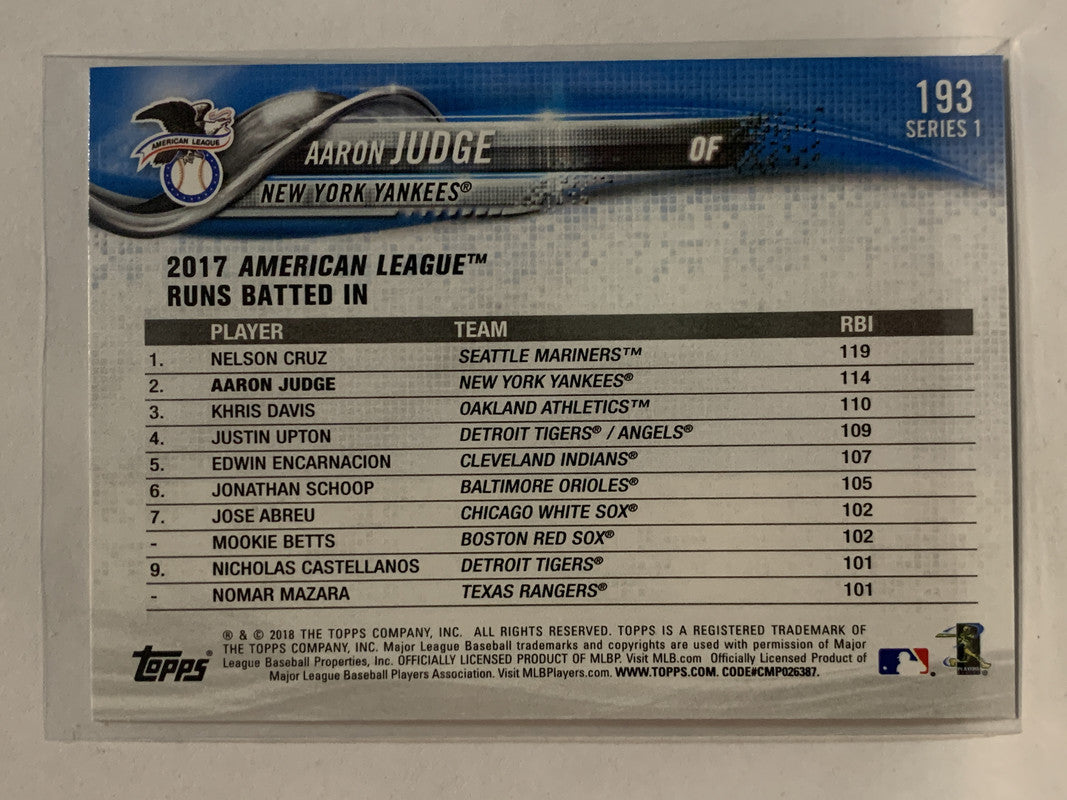 193
SERIES 1
AMERICAN LEAGUE
AARON JUDGE OF
NEW YORK YANKEES®
2017 AMERICAN LEAGUE™
RUNS BATTED IN
PLAYER TEAM RBI
1. NELSON CRUZ SEATTLE MARINERS™ 119
2. AARON JUDGE NEW YORK YANKEES® 114
3. KHRIS DAVIS OAKLAND ATHLETICS™ 110
4. JUSTIN UPTON DETROIT TIGERS® / ANGELS® 109
5. EDWIN ENCARNACION CLEVELAND INDIANS® 107
6. JONATHAN SCHOOP BALTIMORE ORIOLES® 105
7. JOSE ABREU CHICAGO WHITE SOX® 102
- MOOKIE BETTS BOSTON RED SOX® 102
9. NICHOLAS CASTELLANOS DETROIT TIGERS® 101
- NOMAR MAZARA TEXAS RANGERS® 101
® & © 2018 THE TOPPS COMPANY, INC. ALL RIGHTS RESERVED. TOPPS IS A REGISTERED TRADEMARK OF
THE TOPPS COMPANY, INC. Major League Baseball trademarks and copyrights are used with permission of Major
League Baseball Properties, Inc. OFFICIALLY LICENSED PRODUCT OF MLBP. Visit MLB.com Officially Licensed Product of
Major League Baseball Players Association. Visit MLBPlayers.com. WWW.TOPPS.COM. CODE#CMP026387.
TOPPS®